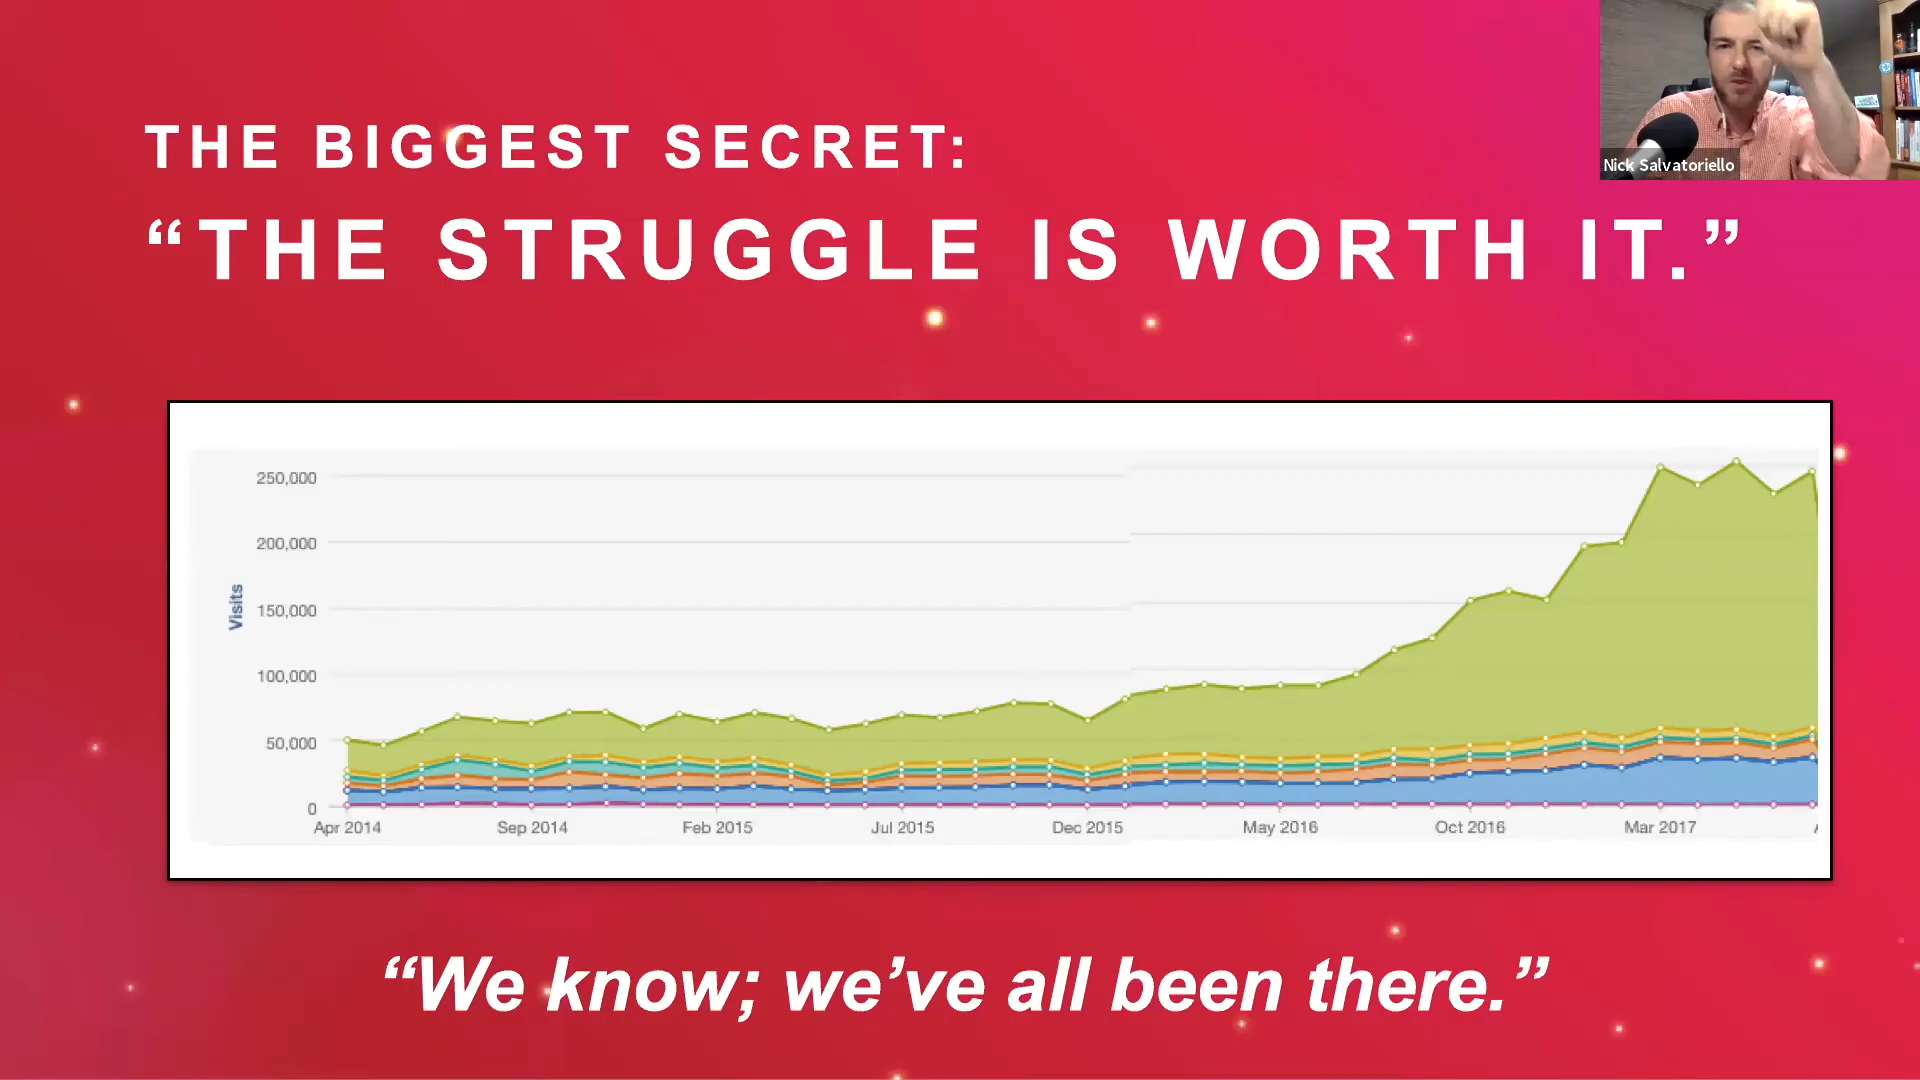 THE BIGGEST SECRET:
“THE STRUGGLE IS WORTH IT.”
Nick Salvatoriello
250,000
200,000
150,000
100,000
50,000
0
Visits
Apr 2014 Sep 2014 Feb 2015 Jul 2015 Dec 2015 May 2016 Oct 2016 Mar 2017
“We know; we’ve all been there.”